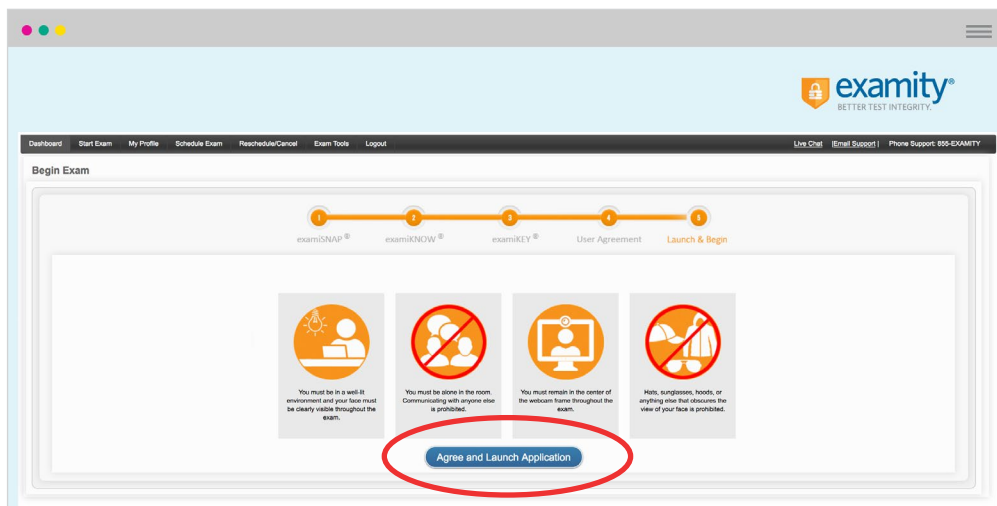 examity®
BETTER TEST INTEGRITY.
Dashboard Start Exam My Profile Schedule Exam Reschedule/Cancel Exam Tools Logout Live Chat |Email Support| Phone Support: 855-EXAMITY
Begin Exam
1 2 3 4 5
examiSNAP® examiKNOW® examiKEY® User Agreement Launch & Begin
You must be in a well-lit
environment and your face must
be clearly visible throughout the
exam.
You must be alone in the room.
Communicating with anyone else
is prohibited.
You must remain in the center of
the webcam frame throughout the
exam.
Hats, sunglasses, hoods, or
anything else that obscures the
view of your face is prohibited.
Agree and Launch Application